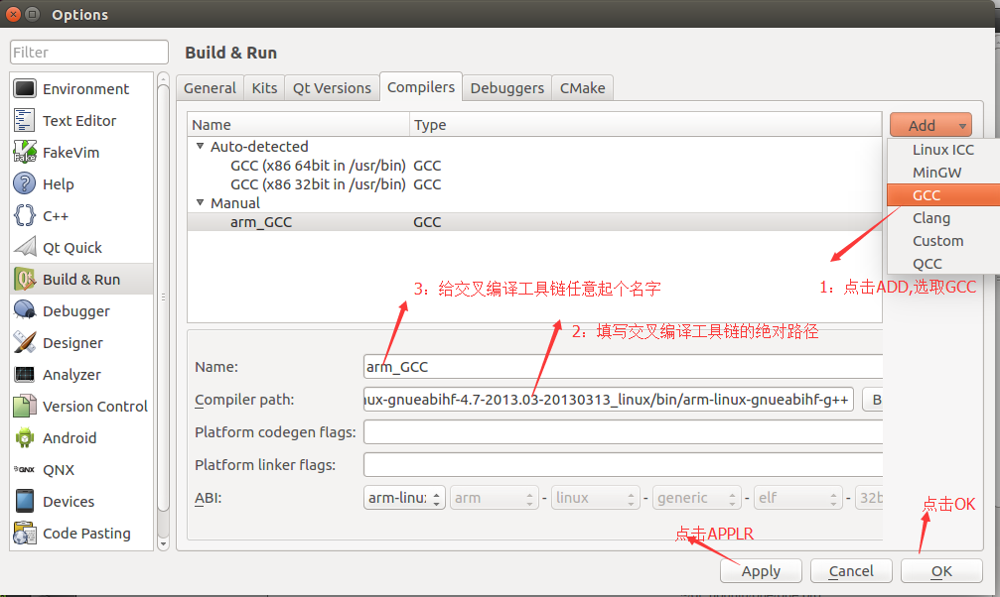 Options
Filter
Build & Run
Environment
Text Editor
FakeVim
Help
C++
Qt Quick
Build & Run
Debugger
Designer
Analyzer
Version Control
Android
QNX
Devices
Code Pasting
General Kits Qt Versions Compilers Debuggers CMake
Name Type
Auto-detected
GCC (x86 64bit in /usr/bin) GCC
GCC (x86 32bit in /usr/bin) GCC
Manual
arm_GCC GCC
Add
Linux ICC
MinGW
GCC
Clang
Custom
QCC
1：点击ADD,选取GCC
3：给交叉编译工具链任意起个名字
2：填写交叉编译工具链的绝对路径
Name: arm_GCC
Compiler path: ux-gnueabihf-4.7-2013.03-20130313_linux/bin/arm-linux-gnueabihf-g++ B
Platform codegen flags:
Platform linker flags:
ABI: arm-linu: arm - linux - generic - elf - 32b
点击OK
点击APPLR
Apply Cancel OK